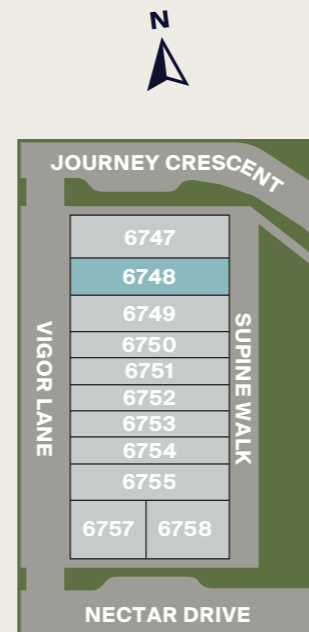 N
JOURNEY CRESCENT
6747
6748
6749
6750
6751
6752
6753
6754
6755
6757 6758
VIGOR LANE
SUPINE WALK
NECTAR DRIVE